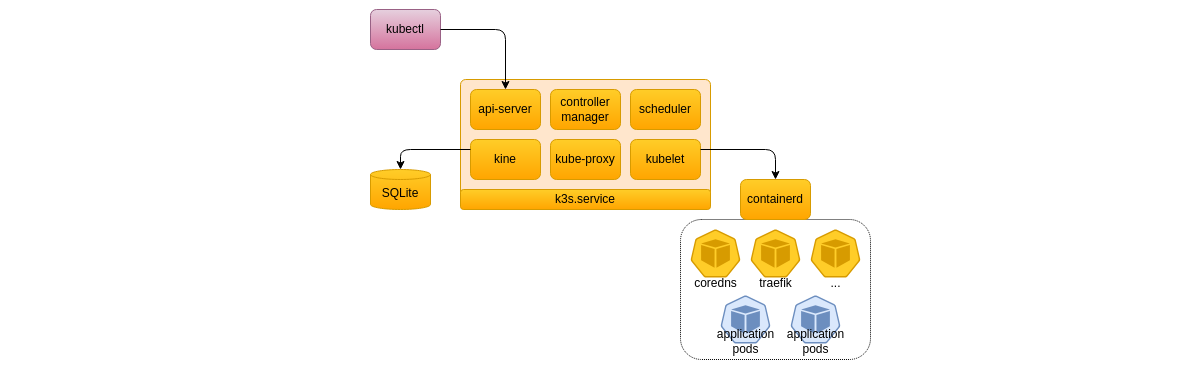 kubectl
api-server
controller
manager
scheduler
kine
kube-proxy
kubelet
k3s.service
SQLite
containerd
coredns
traefik
...
application
pods
application
pods